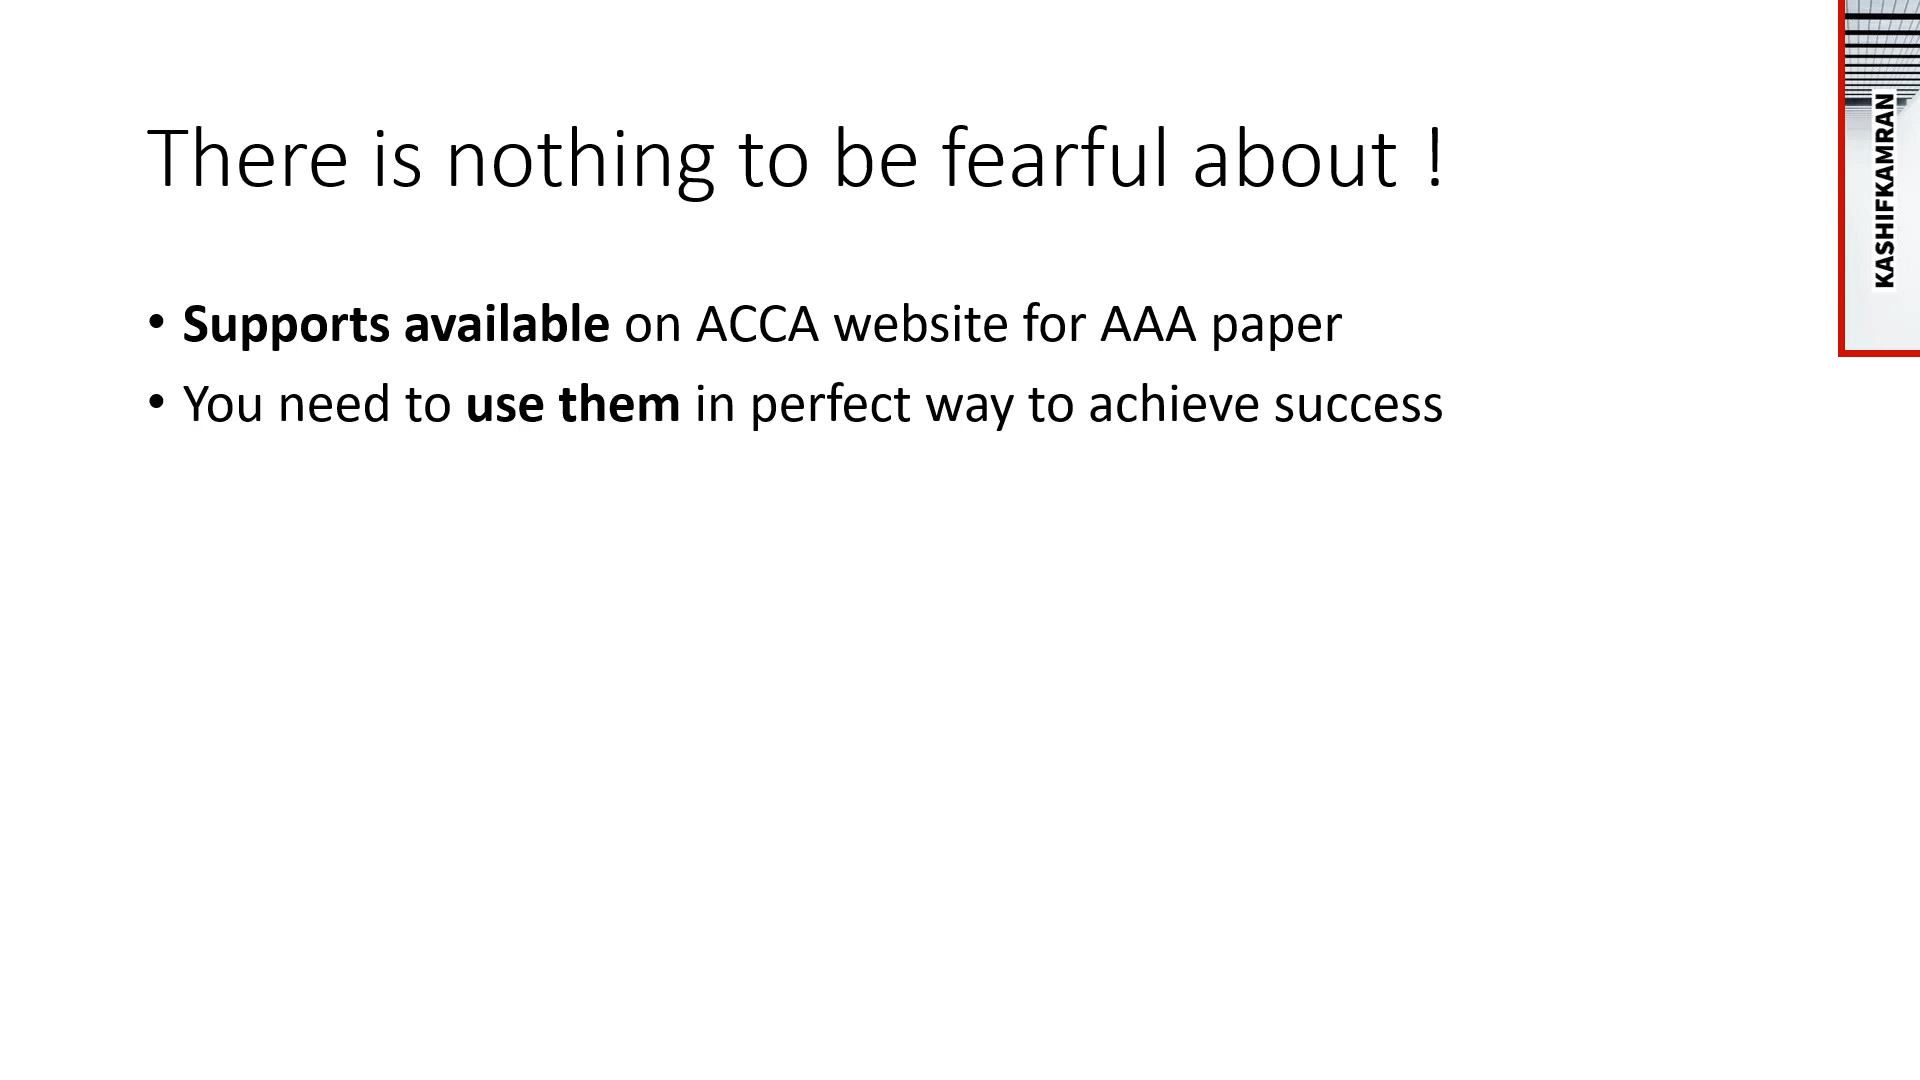 There is nothing to be fearful about !
• Supports available on ACCA website for AAA paper
• You need to use them in perfect way to achieve success
KASHIFKAMRAN